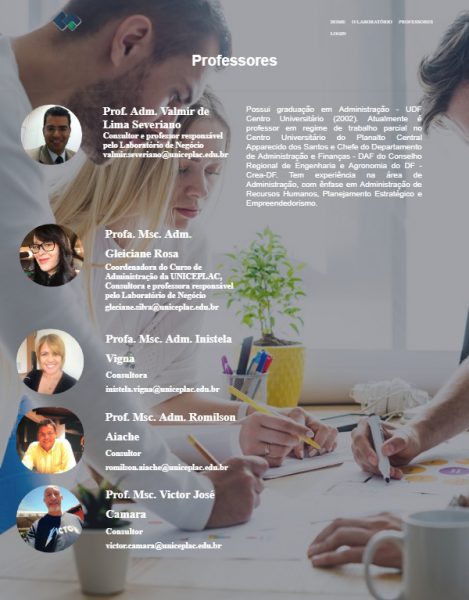 HOME O LABORATÓRIO PROFESSORES
LOGIN
Professores
Prof. Adm. Valmir de
Lima Severiano
Consultor e professor responsável
pelo Laboratório de Negócio
valmir.severiano@uniceplac.edu.br
Possui graduação em Administração - UDF
Centro Universitário (2002). Atualmente é
professor em regime de trabalho parcial no
Centro Universitário do Planalto Central
Apparecido dos Santos e Chefe do Departamento
de Administração e Finanças - DAF do Conselho
Regional de Engenharia e Agronomia do DF -
Crea-DF. Tem experiência na área de
Administração, com ênfase em Administração de
Recursos Humanos, Planejamento Estratégico e
Empreendedorismo.
Profa. Msc. Adm.
Gleiciane Rosa
Coordenadora do Curso de
Administração da UNICEPLAC,
Consultora e professora responsável
pelo Laboratório de Negócio
gleciane.silva@uniceplac.edu.br
Profa. Msc. Adm. Inistela
Vigna
Consultora
inistela.vigna@uniceplac.edu.br
Prof. Msc. Adm. Romilson
Aiache
Consultor
romilson.aiache@uniceplac.edu.br
Prof. Msc. Victor José
Camara
Consultor
victor.camara@uniceplac.edu.br